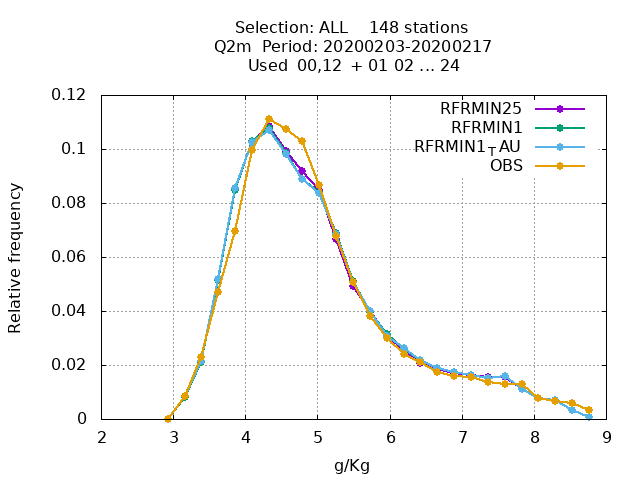 Selection: ALL    148 stations
Q2m  Period: 20200203-20200217
Used  00,12  + 01 02 ... 24
RFRMIN25
RFRMIN1
RFRMIN1TAU
OBS
0.12
0.1
0.08
0.06
0.04
0.02
0
Relative frequency
2 3 4 5 6 7 8 9
g/Kg